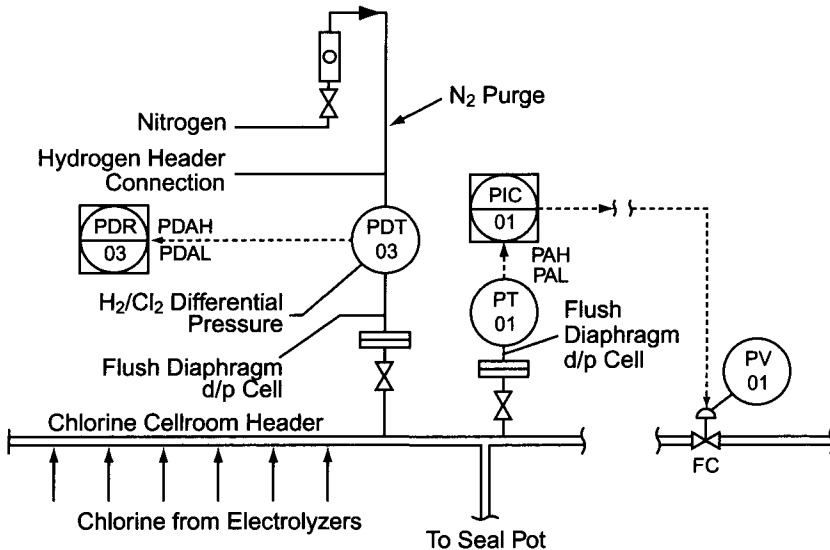 N₂ Purge
Nitrogen
Hydrogen Header
Connection
PDR
03
PDAH
PDAL
PDT
03
PIC
01
PAH
PAL
H₂/Cl₂ Differential
Pressure
PT
01
Flush
Diaphragm
d/p Cell
Flush Diaphragm
d/p Cell
PV
01
Chlorine Cellroom Header
FC
Chlorine from Electrolyzers
To Seal Pot